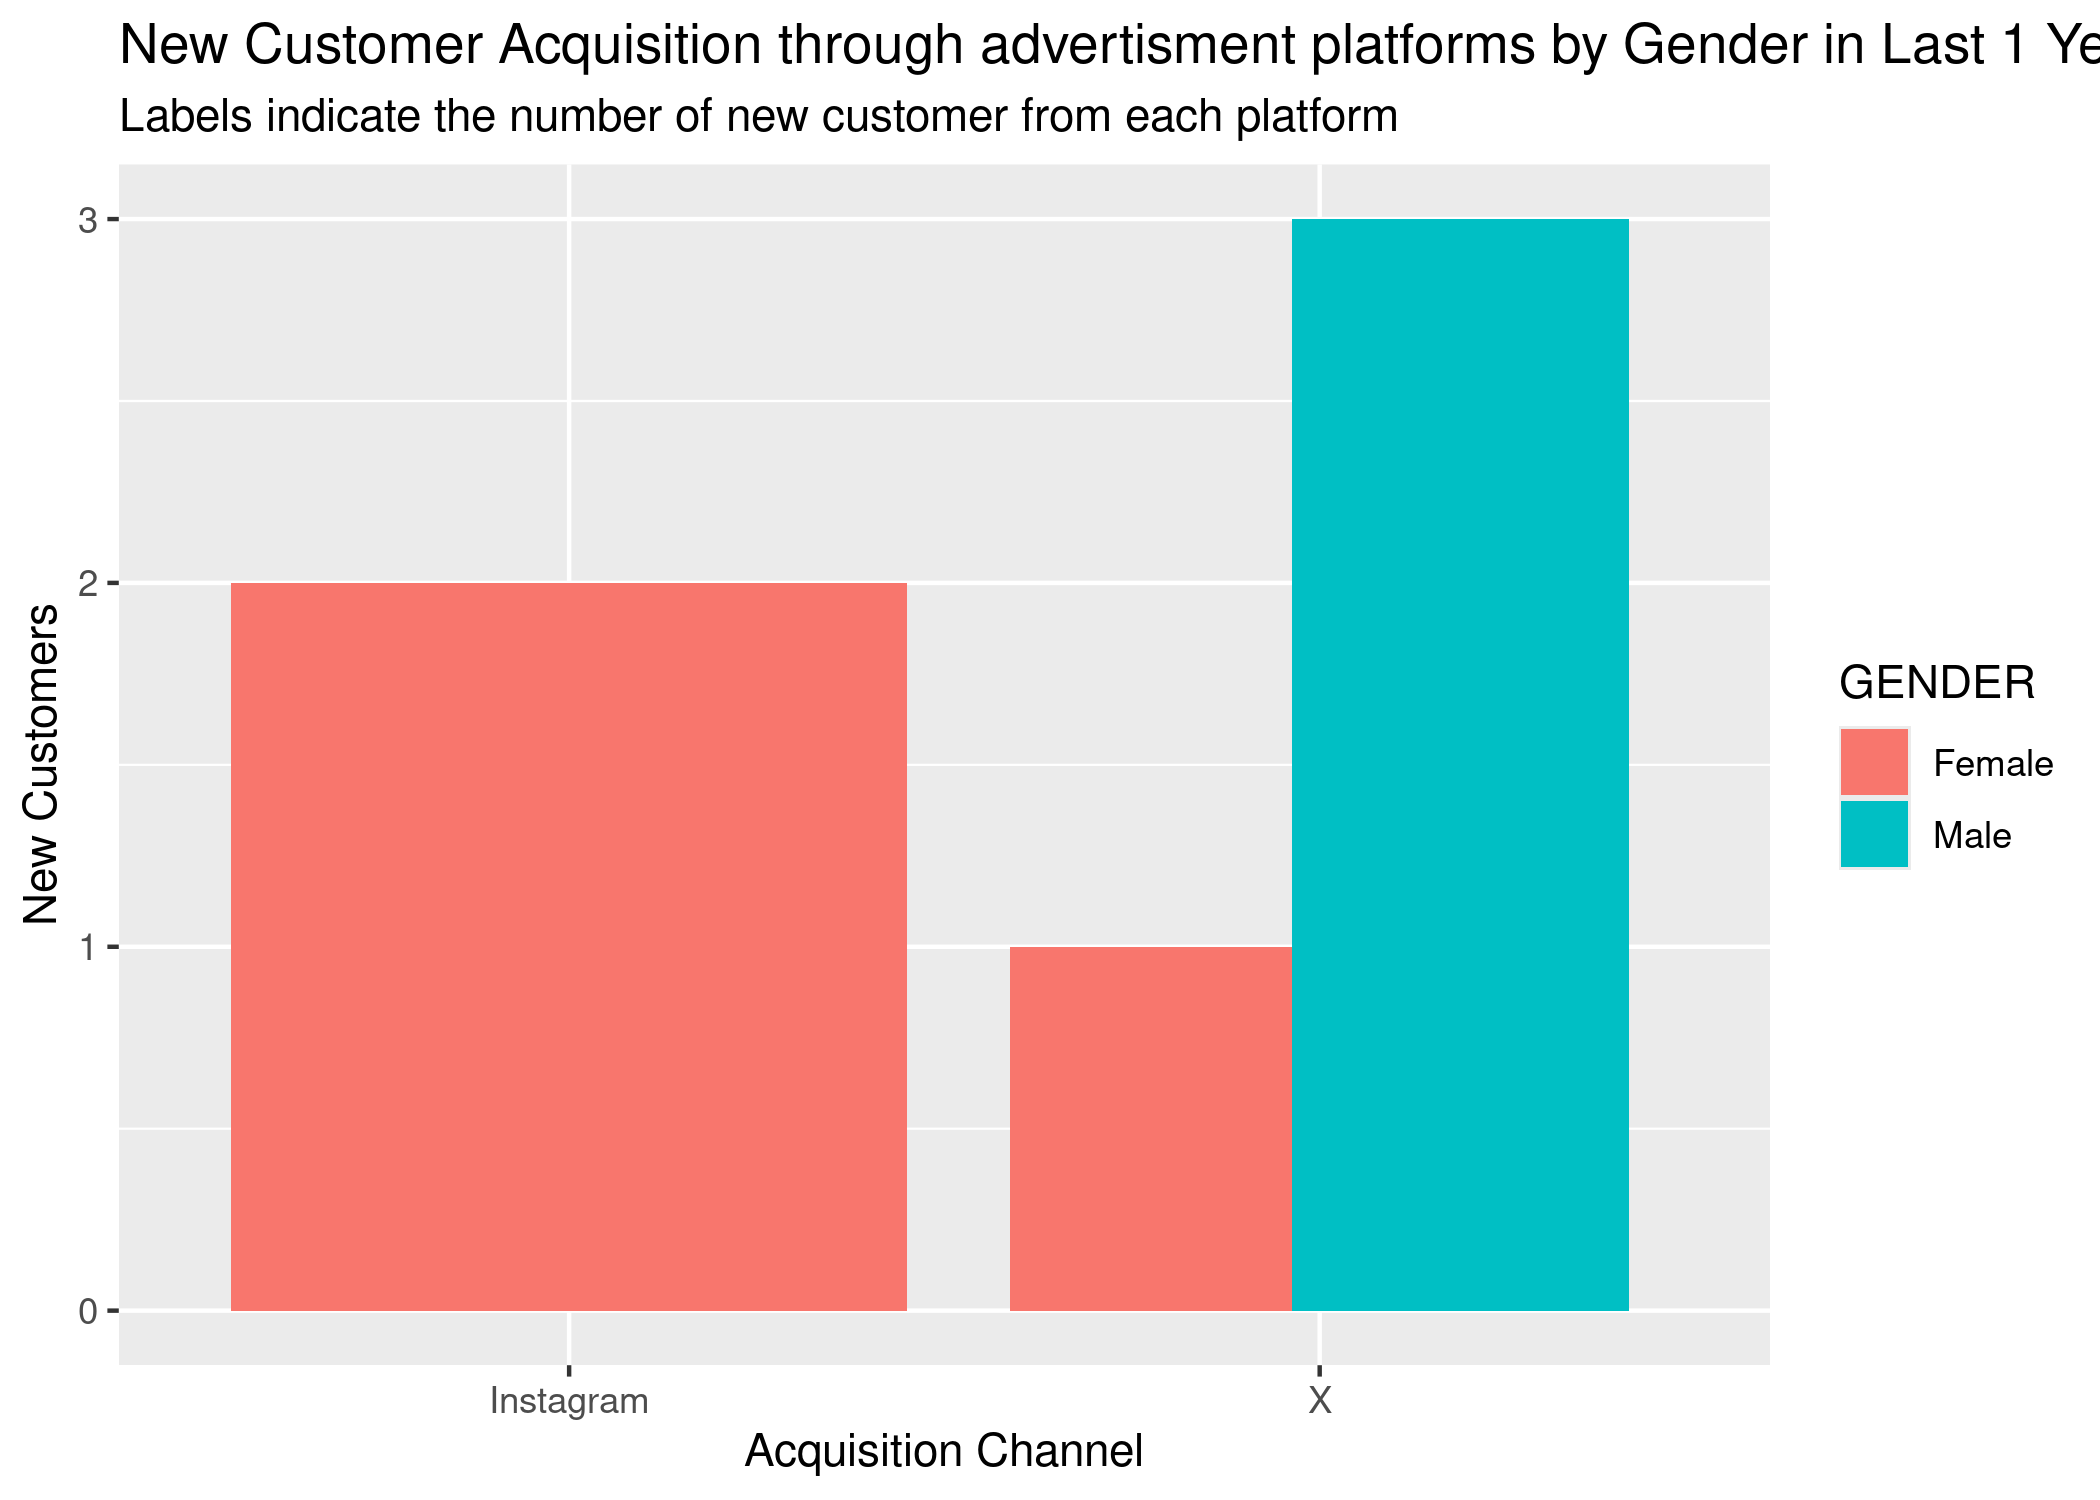 New Customer Acquisition through advertisment platforms by Gender in Last 1 Ye
Labels indicate the number of new customer from each platform
3
2
1
0
New Customers
Instagram
X
Acquisition Channel
GENDER
Female
Male